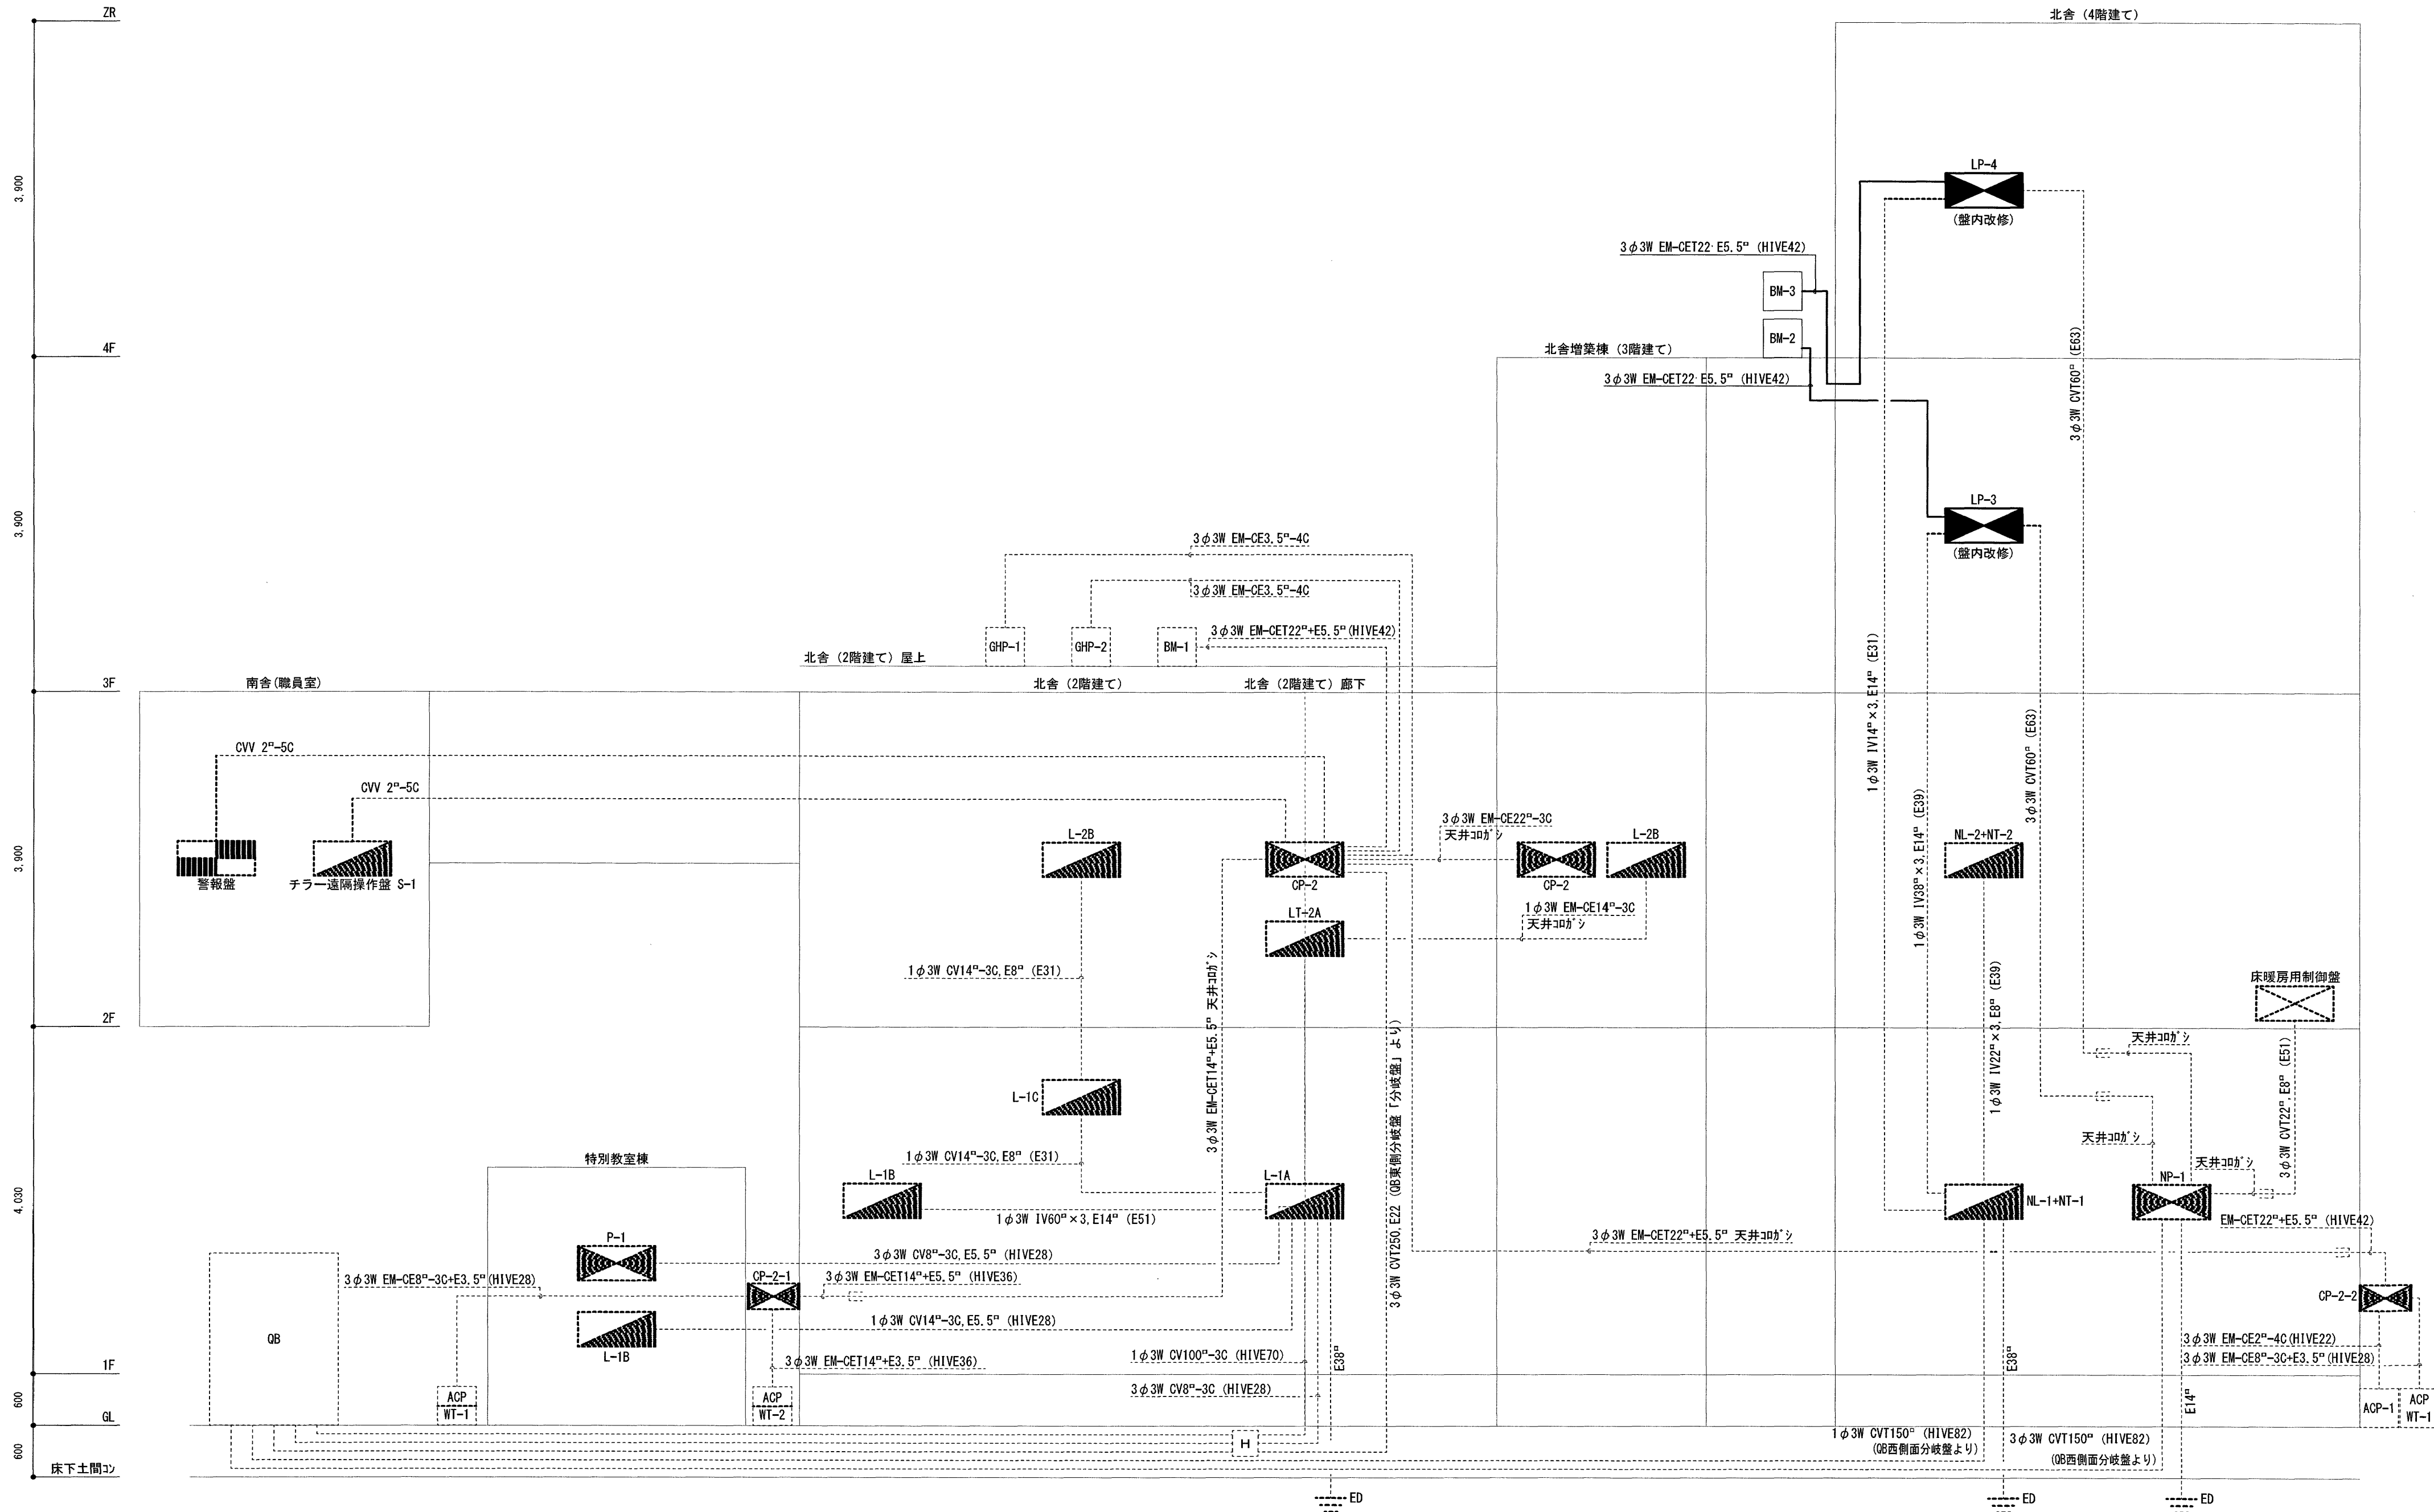 ZR
北舎（4階建て）
3,900
LP-4
(盤内改修)
3φ3W EM-CET22 E5.5□ (HIVE42)
BM-3
BM-2
4F
北舎増築棟（3階建て）
3φ3W EM-CET22 E5.5□ (HIVE42)
3φ3W CVT60□ (E63)
3,900
LP-3
(盤内改修)
3φ3W EM-CE3.5□-4C
3φ3W EM-CE3.5□-4C
GHP-1
GHP-2
BM-1
3φ3W EM-CET22□+E5.5□(HIVE42)
北舎（2階建て）屋上
1φ3W IV14□×3,E14□ (E31)
3F
南舎(職員室)
北舎（2階建て）
北舎（2階建て）廊下
CVV 2□-5C
CVV 2□-5C
3φ3W CVT60□ (E63)
1φ3W IV38□×3,E14□ (E39)
3,900
警報盤
チラー遠隔操作盤 S-1
L-2B
CP-2
3φ3W EM-CE22□-3C
天井ｺﾛｶﾞｼ
CP-2
L-2B
NL-2+NT-2
LT-2A
1φ3W EM-CE14□-3C
天井ｺﾛｶﾞｼ
1φ3W CV14□-3C,E8□ (E31)
3φ3W EM-CET14□+E5.5□ 天井ｺﾛｶﾞｼ
床暖房用制御盤
2F
3φ3W CVT250,E22 (QB東側分岐盤「分岐盤」より)
1φ3W IV22□×3,E8□ (E39)
天井ｺﾛｶﾞｼ
3φ3W CVT22□,E8□ (E51)
L-1C
天井ｺﾛｶﾞｼ
1φ3W CV14□-3C,E8□ (E31)
特別教室棟
天井ｺﾛｶﾞｼ
L-1B
L-1A
NP-1
4,030
NL-1+NT-1
1φ3W IV60□×3,E14□ (E51)
EM-CET22□+E5.5□ (HIVE42)
P-1
3φ3W CV8□-3C,E5.5□ (HIVE28)
3φ3W EM-CET22□+E5.5□ 天井ｺﾛｶﾞｼ
3φ3W EM-CE8□-3C+E3.5□(HIVE28)
CP-2-1
3φ3W EM-CET14□+E5.5□ (HIVE36)
CP-2-2
QB
1φ3W CV14□-3C,E5.5□ (HIVE28)
L-1B
3φ3W EM-CE2□-4C(HIVE22)
1F
3φ3W EM-CET14□+E3.5□ (HIVE36)
1φ3W CV100□-3C (HIVE70)
E38□
E38□
3φ3W EM-CE8□-3C+E3.5□(HIVE28)
600
ACP
WT-1
ACP
WT-2
3φ3W CV8□-3C (HIVE28)
E14□
ACP-1
ACP
WT-1
GL
600
H
1φ3W CVT150□ (HIVE82)
(QB西側面分岐盤より)
3φ3W CVT150□ (HIVE82)
(QB西側面分岐盤より)
床下土間ｺﾝ
ED
ED
ED